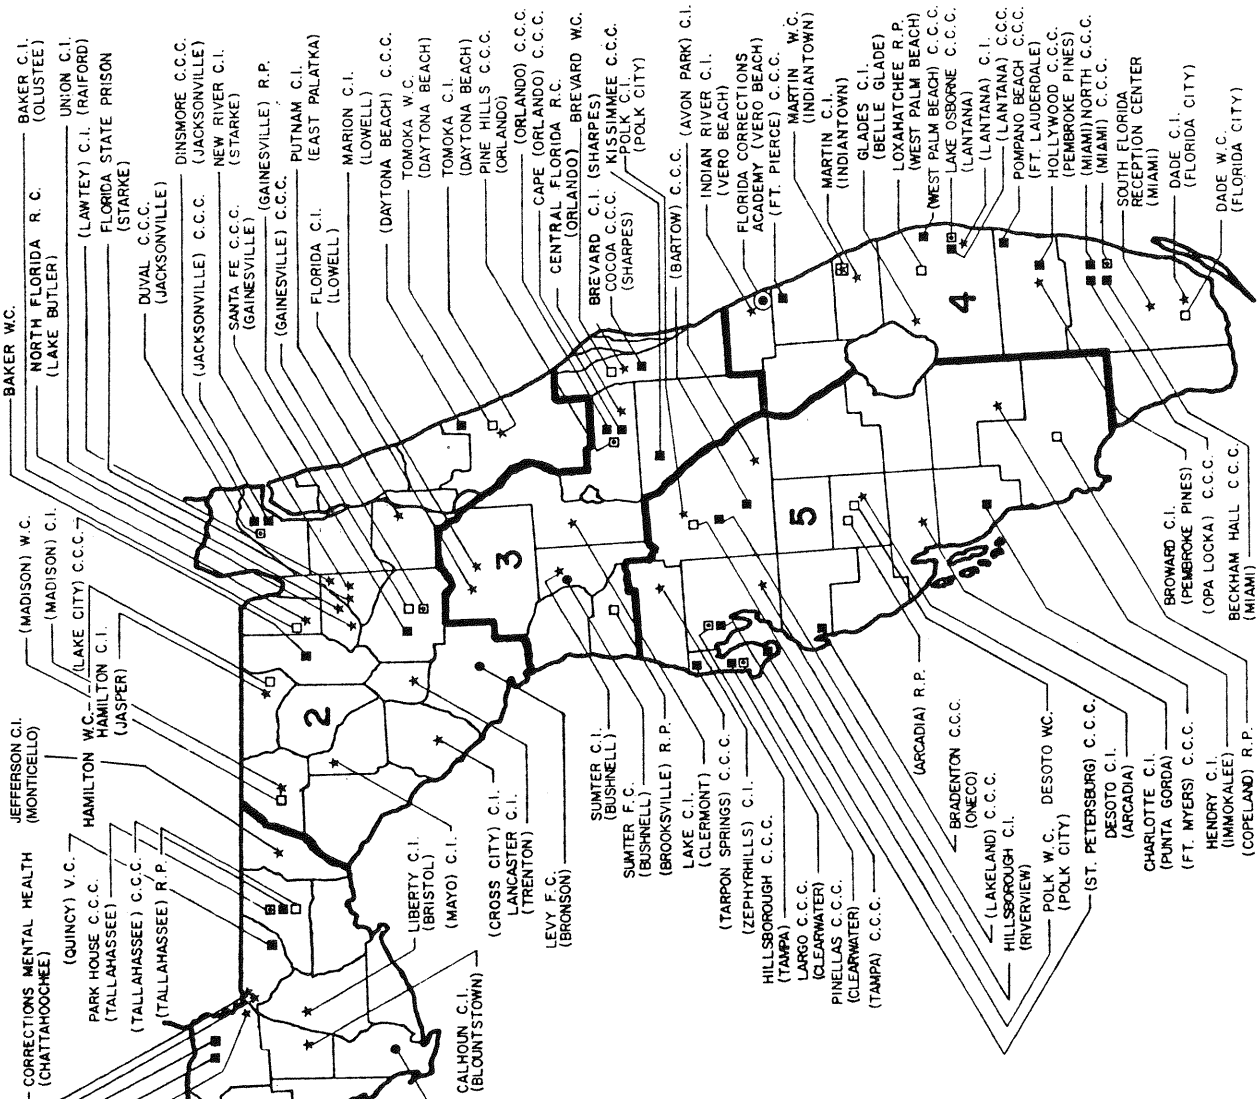 BAKER W.C.
BAKER C.I.
(OLUSTEE)
NORTH FLORIDA R. C.
(LAKE BUTLER)
UNION C.I.
(RAIFORD)
(LAWTEY) C.I.
FLORIDA STATE PRISON
(STARKE)
DUVAL C.C.C.
(JACKSONVILLE)
DINSMORE C.C.C.
(JACKSONVILLE)
(JACKSONVILLE) C.C.C.
NEW RIVER C.I.
(STARKE)
SANTA FE C.C.C.
(GAINESVILLE)
(GAINESVILLE) R.P.
(GAINESVILLE) C.C.C.
PUTNAM C.I.
(EAST PALATKA)
FLORIDA C.I.
(LOWELL)
MARION C.I.
(LOWELL)
(DAYTONA BEACH) C.C.C.
TOMOKA W.C.
(DAYTONA BEACH)
TOMOKA C.I.
(DAYTONA BEACH)
PINE HILLS C.C.C.
(ORLANDO)
(ORLANDO) C.C.C.
CAPE (ORLANDO) C.C.C.
CENTRAL FLORIDA R.C.
(ORLANDO)
BREVARD W.C.
BREVARD C.I. (SHARPES)
COCOA C.C.C.
(SHARPES)
KISSIMMEE C.C.C.
POLK C.I.
(POLK CITY)
(BARTOW) C.C.C.
(AVON PARK) C.I.
INDIAN RIVER C.I.
(VERO BEACH)
FLORIDA CORRECTIONS
ACADEMY (VERO BEACH)
(FT. PIERCE) C.C.C.
MARTIN W.C.
(INDIANTOWN)
MARTIN C.I.
(INDIANTOWN)
GLADES C.I.
(BELLE GLADE)
LOXAHATCHEE R.P.
(WEST PALM BEACH)
(WEST PALM BEACH) C.C.C.
LAKE OSBORNE C.C.C.
(LANTANA)
(LANTANA) C.I.
(LANTANA) C.C.C.
POMPANO BEACH C.C.C.
(FT. LAUDERDALE)
HOLLYWOOD C.C.C.
(PEMBROKE PINES)
(MIAMI NORTH) C.C.C.
(MIAMI) C.C.C.
SOUTH FLORIDA
RECEPTION CENTER
(MIAMI)
DADE C.I.
(FLORIDA CITY)
DADE W.C.
(FLORIDA CITY)
JEFFERSON C.I.
(MONTICELLO)
(MADISON) W.C.
(MADISON) C.I.
(LAKE CITY) C.C.C.
HAMILTON W.C.
HAMILTON C.I.
(JASPER)
CORRECTIONS MENTAL HEALTH
(CHATTAHOOCHEE)
(QUINCY) V.C.
PARK HOUSE C.C.C.
(TALLAHASSEE)
(TALLAHASSEE) C.C.C.
(TALLAHASSEE) R.P.
2
3
4
5
LIBERTY C.I.
(BRISTOL)
(MAYO) C.I.
CALHOUN C.I.
(BLOUNTSTOWN)
(CROSS CITY) C.I.
LANCASTER C.I.
(TRENTON)
LEVY F.C.
(BRONSON)
SUMTER C.I.
(BUSHNELL)
SUMTER F.C.
(BUSHNELL)
(BROOKSVILLE) R.P.
LAKE C.I.
(CLERMONT)
(TARPON SPRINGS) C.C.C.
(ZEPHYRHILLS) C.I.
HILLSBOROUGH C.C.C.
(TAMPA)
LARGO C.C.C.
(CLEARWATER)
PINELLAS C.C.C.
(CLEARWATER)
(TAMPA) C.C.C.
(ARCADIA) R.P.
BRADENTON C.C.C.
(ONECO)
(LAKELAND) C.C.C
HILLSBOROUGH C.I.
(RIVERVIEW)
POLK W.C.
(POLK CITY)
DESOTO W.C.
(ST. PETERSBURG) C.C.C.
DESOTO C.I.
(ARCADIA)
CHARLOTTE C.I.
(PUNTA GORDA)
(FT. MYERS) C.C.C.
HENDRY C.I.
(IMMOKALEE)
(COPELAND) R.P.
BROWARD C.I.
(PEMBROKE PINES)
(OPA LOCKA) C.C.C.
BECKHAM HALL C.C.C.
(MIAMI)